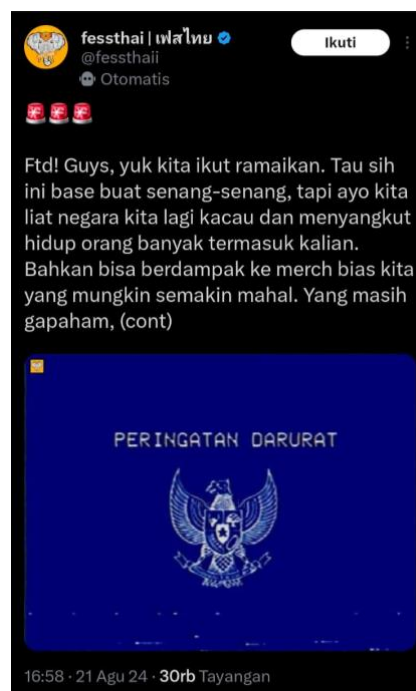 fessthai | เฟสไทย
Ikuti
@fessthaii
Otomatis
Ftd! Guys, yuk kita ikut ramaikan. Tau sih
ini base buat senang-senang, tapi ayo kita
liat negara kita lagi kacau dan menyangkut
hidup orang banyak termasuk kalian.
Bahkan bisa berdampak ke merch bias kita
yang mungkin semakin mahal. Yang masih
gapaham, (cont)
PERINGATAN DARURAT
16:58 · 21 Agu 24 · 30rb Tayangan